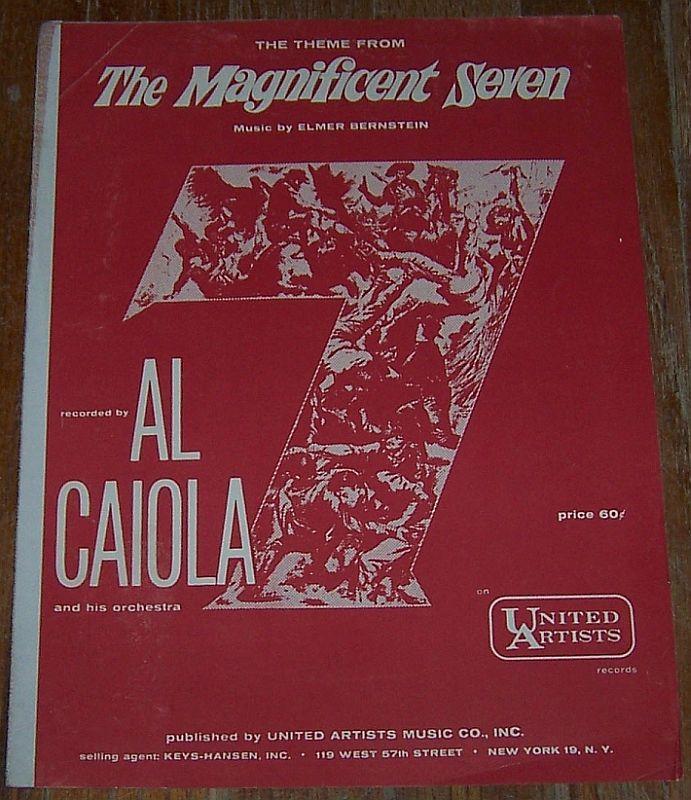 THE THEME FROM
The Magnificent Seven
Music by ELMER BERNSTEIN
7
recorded by
AL
CAIOLA
and his orchestra
price 60¢
on
UNITED
ARTISTS
records
published by UNITED ARTISTS MUSIC CO., INC.
selling agent: KEYS-HANSEN, INC. • 119 WEST 57th STREET • NEW YORK 19, N. Y.